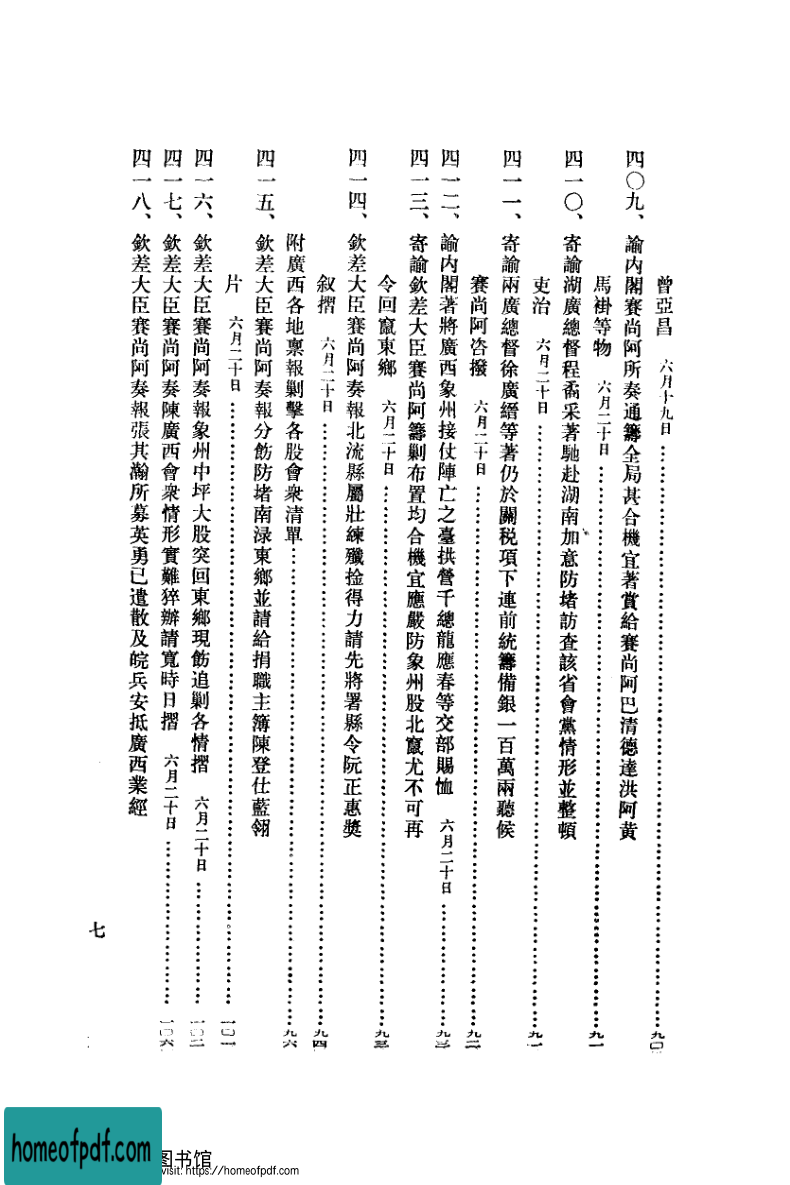 曾亞昌 六月十九日……九〇
四〇九、諭內閣賽尚阿所奏通籌全局甚合機宜著賞給賽尚阿巴清德達洪阿黃
馬褂等物 六月二十日……九一
四一〇、寄諭湖廣總督程矞采著馳赴湖南加意防堵訪查該省會黨情形並整頓
吏治 六月二十日……九一
四一一、寄諭兩廣總督徐廣縉等著仍於關稅項下連前統籌備銀一百萬兩聽候
賽尚阿咨撥 六月二十日……九二
四一二、諭內閣著將廣西象州接仗陣亡之臺拱營千總龍應春等交部賜恤 六月二十日……九三
四一三、寄諭欽差大臣賽尚阿籌剿布置均合機宜應嚴防象州股北竄尤不可再
令回竄東鄉 六月二十日……九三
四一四、欽差大臣賽尚阿奏報北流縣屬壯練殲捡得力請先將署縣令阮正惠獎
叙摺 六月二十日……九四
附廣西各地稟報剿擊各股會衆清單……九六
四一五、欽差大臣賽尚阿奏報分飭防堵南渌東鄉並請給捐職主簿陳登仕藍翎
片 六月二十日……一〇一
四一六、欽差大臣賽尚阿奏報象州中坪大股突回東鄉現飭追剿各情摺 六月二十日……一〇二
四一七、欽差大臣賽尚阿奏陳廣西會衆情形實難猝辦請寬時日摺 六月二十日……一〇六
四一八、欽差大臣賽尚阿奏報張其瀚所募英勇已遣散及皖兵安抵廣西業經
七
homeofpdf.com
图书馆
visit: https://homeofpdf.com